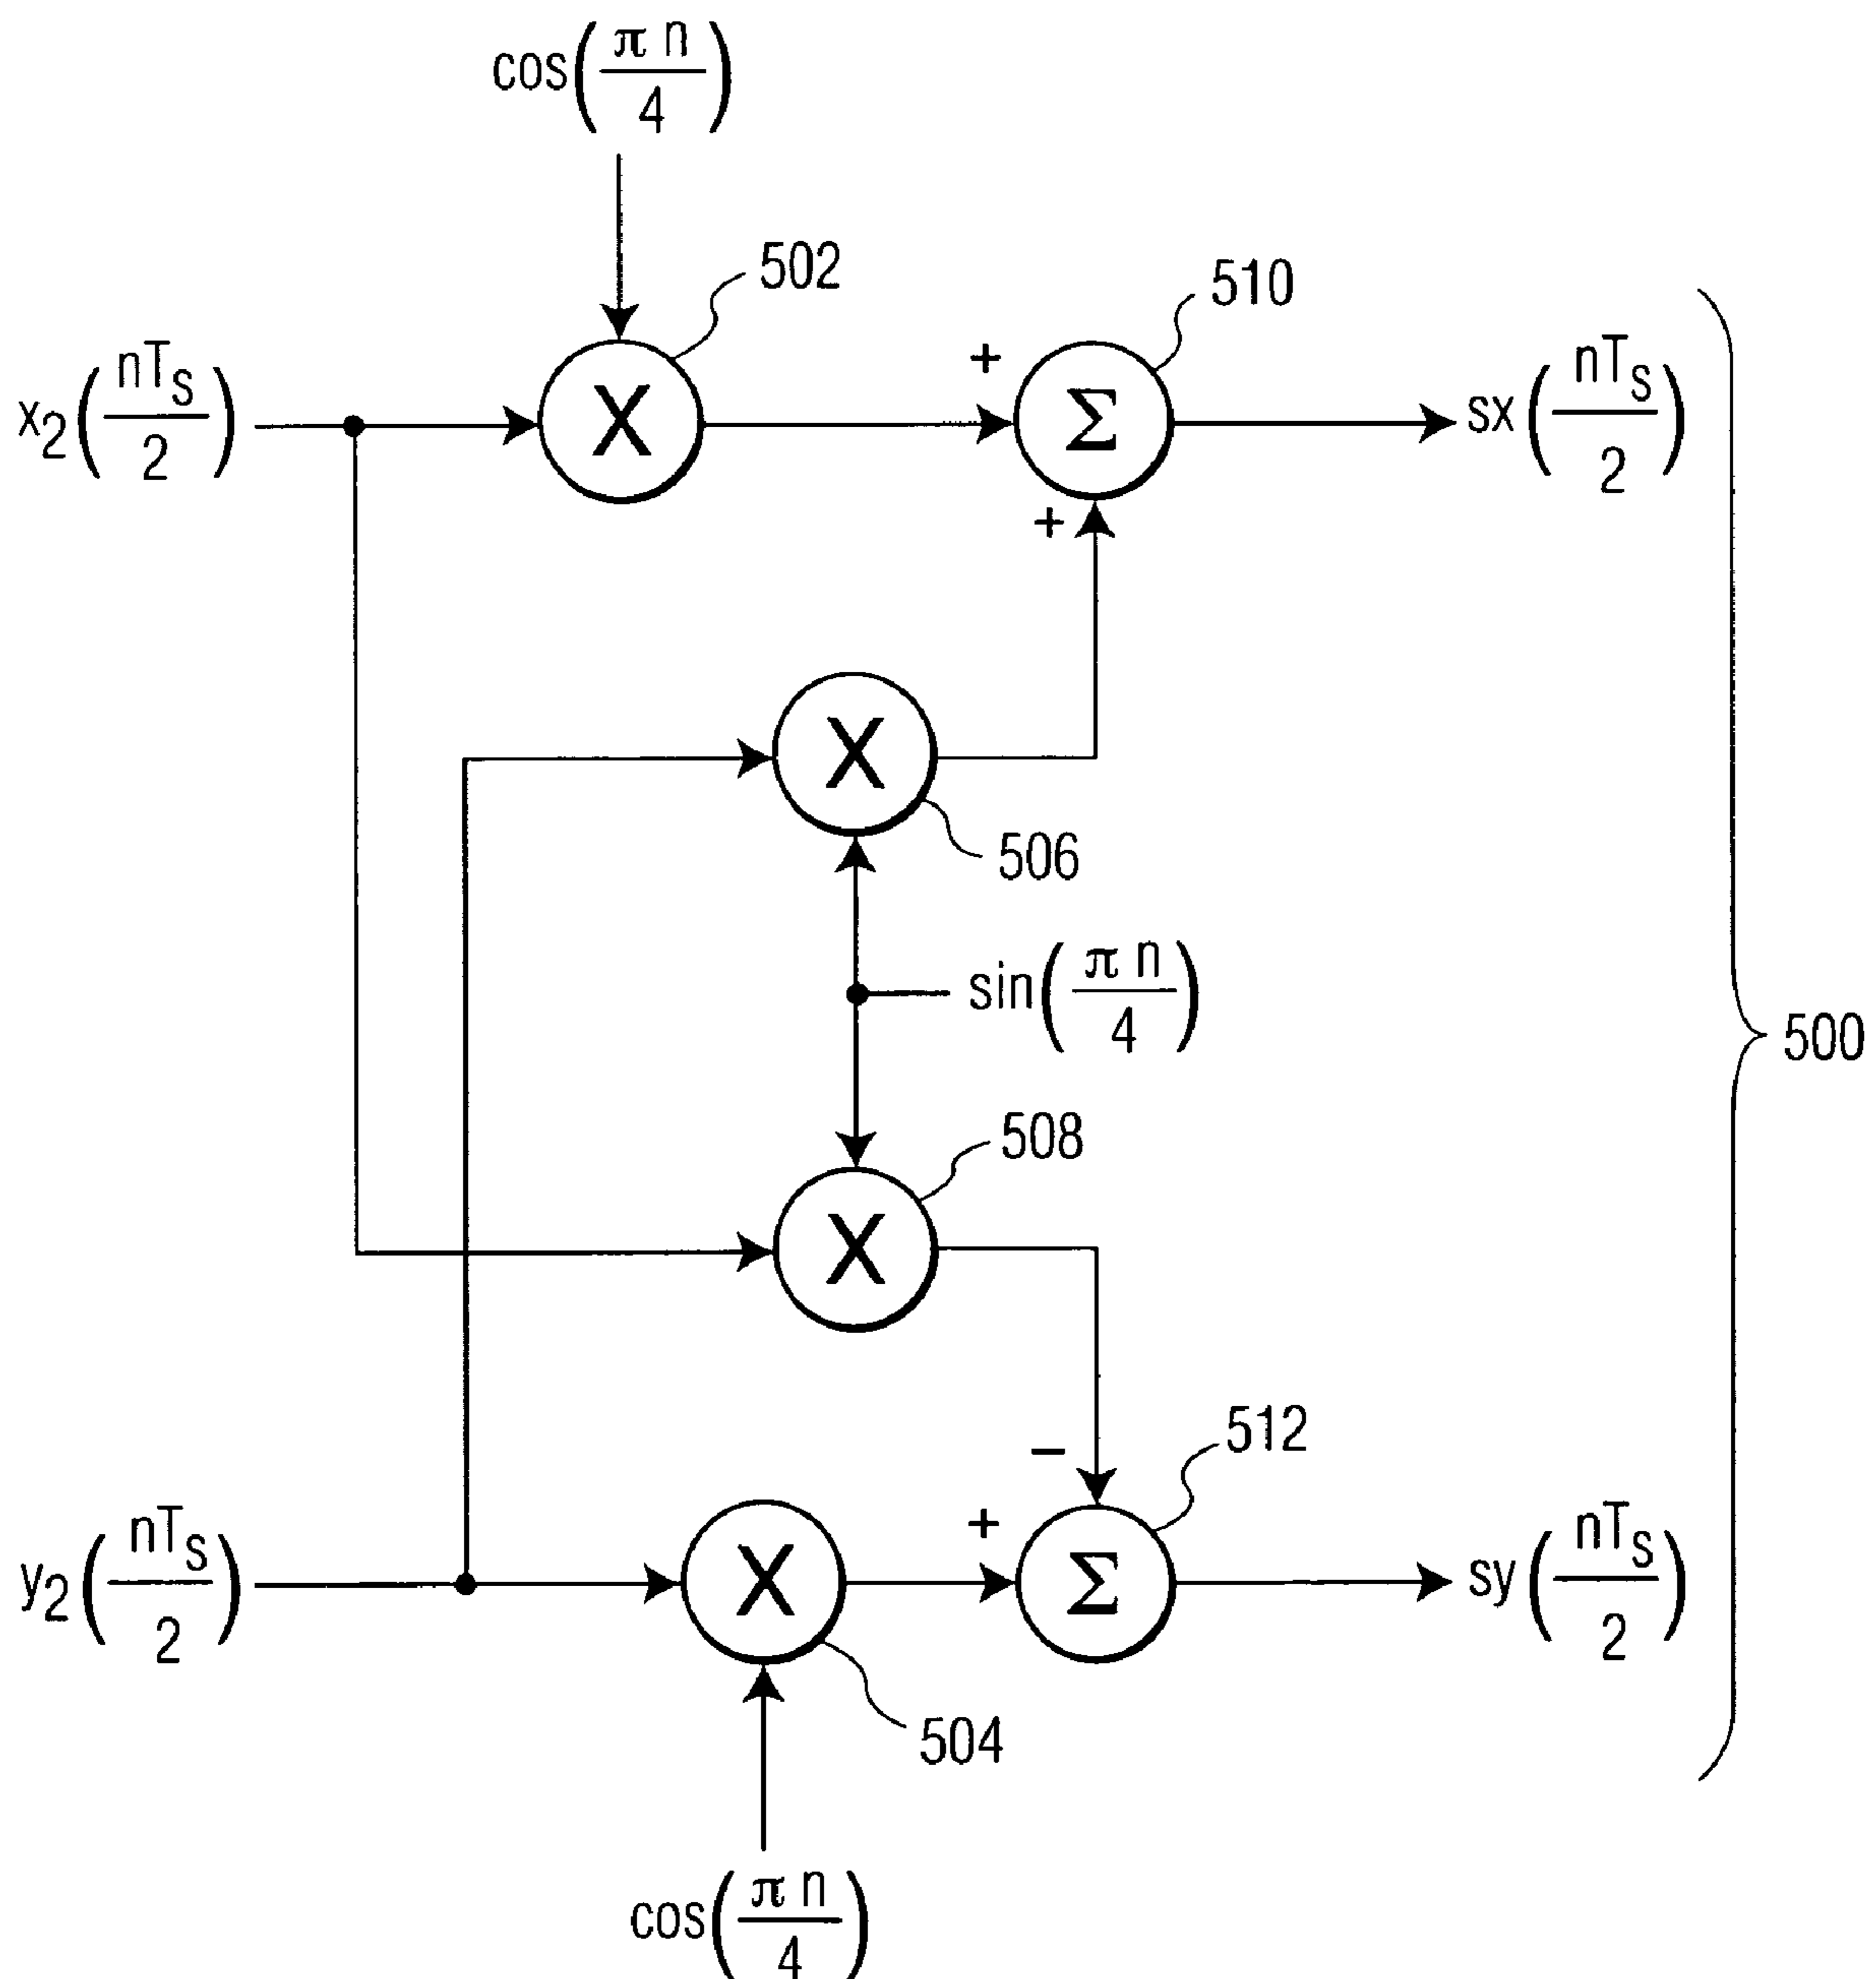 cos(πn/4)
502
510
x₂(nTₛ/2)
+
X
Σ
sx(nTₛ/2)
+
X
506
sin(πn/4)
500
508
X
512
−
y₂(nTₛ/2)
+
X
Σ
sy(nTₛ/2)
504
cos(πn/4)